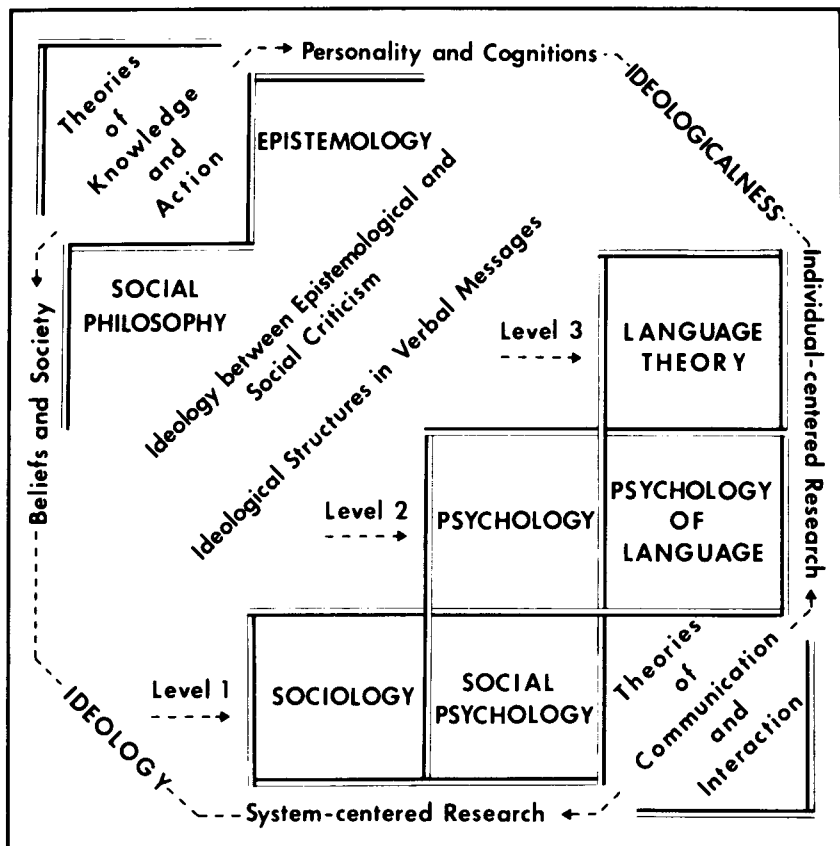 Personality and Cognitions
Theories
of
Knowledge
and
Action
IDEOLOGICALNESS
EPISTEMOLOGY
SOCIAL
PHILOSOPHY
Ideology between Epistemological and
Social Criticism
Ideological Structures in Verbal Messages
Beliefs and Society
Individual-centered Research
Level 3
LANGUAGE
THEORY
Level 2
PSYCHOLOGY
PSYCHOLOGY
OF
LANGUAGE
Level 1
SOCIOLOGY
SOCIAL
PSYCHOLOGY
Theories
of
Communication
and
Interaction
IDEOLOGY
System-centered Research